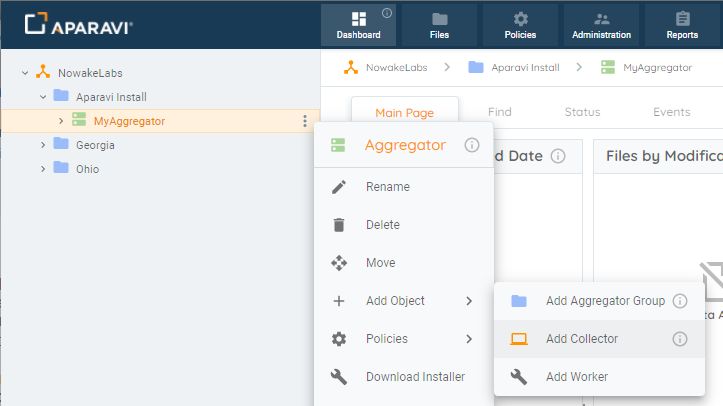 APARAVI
Dashboard
Files
Policies
Administration
Reports
NowakeLabs
Aparavi Install
MyAggregator
Georgia
Ohio
NowakeLabs > Aparavi Install > MyAggregator
Main Page
Find
Status
Events
d Date
Files by Modifica
Aggregator
Rename
Delete
Move
Add Object
Policies
Download Installer
Add Aggregator Group
Add Collector
Add Worker